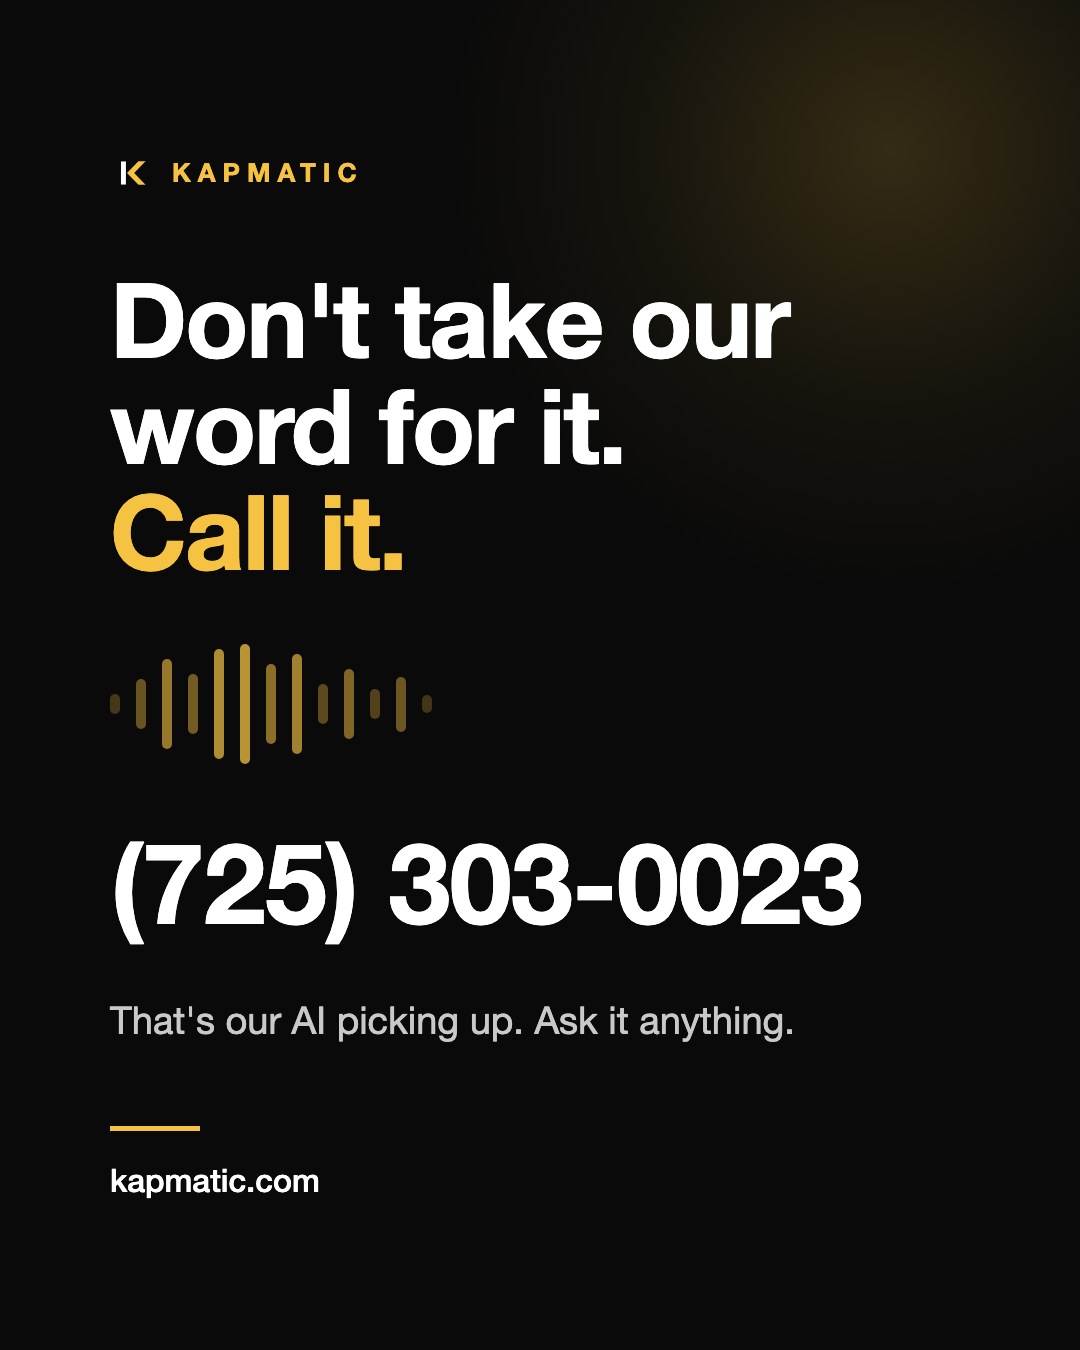 KAPMATIC
Don't take our
word for it.
Call it.
(725) 303-0023
That's our AI picking up. Ask it anything.
kapmatic.com